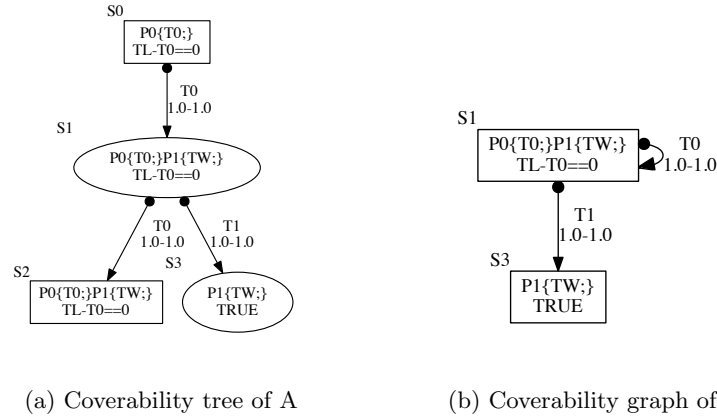 S0
P0{T0;}
TL-T0==0
T0
1.0-1.0
S1
P0{T0;}P1{TW;}
TL-T0==0
T0
1.0-1.0
T1
1.0-1.0
S2
P0{T0;}P1{TW;}
TL-T0==0
S3
P1{TW;}
TRUE
(a) Coverability tree of A
S1
P0{T0;}P1{TW;}
TL-T0==0
T0
1.0-1.0
T1
1.0-1.0
S3
P1{TW;}
TRUE
(b) Coverability graph of